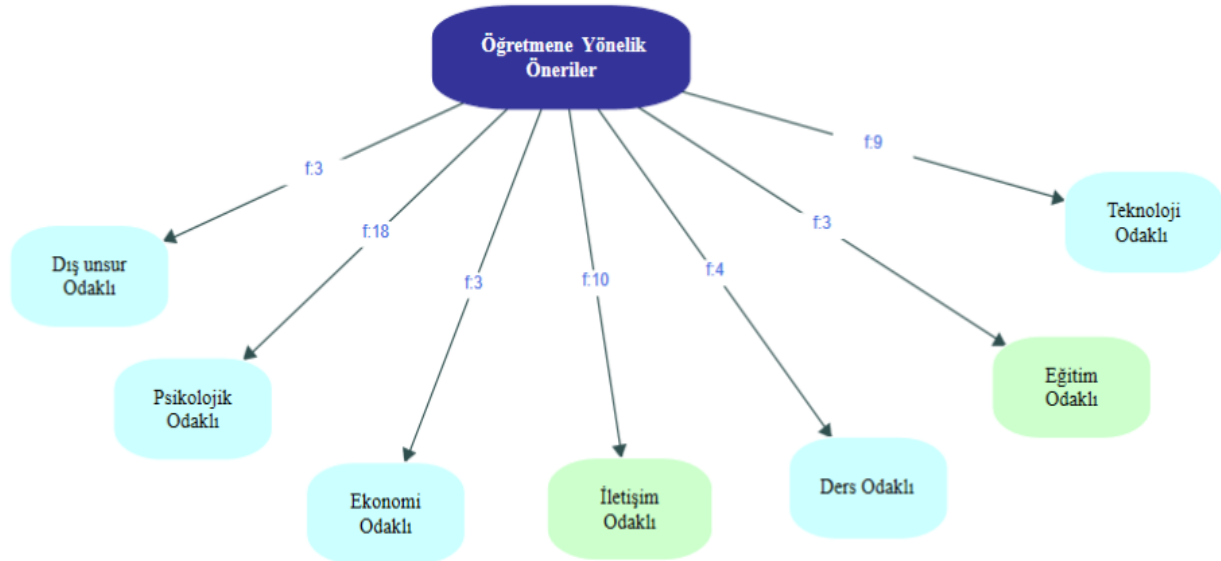 Öğretmene Yönelik
Öneriler
f:9
f:3
f:18
f:3
f:10
f:4
f:3
Teknoloji
Odaklı
Dış unsur
Odaklı
Eğitim
Odaklı
Psikolojik
Odaklı
Ders Odaklı
Ekonomi
Odaklı
İletişim
Odaklı